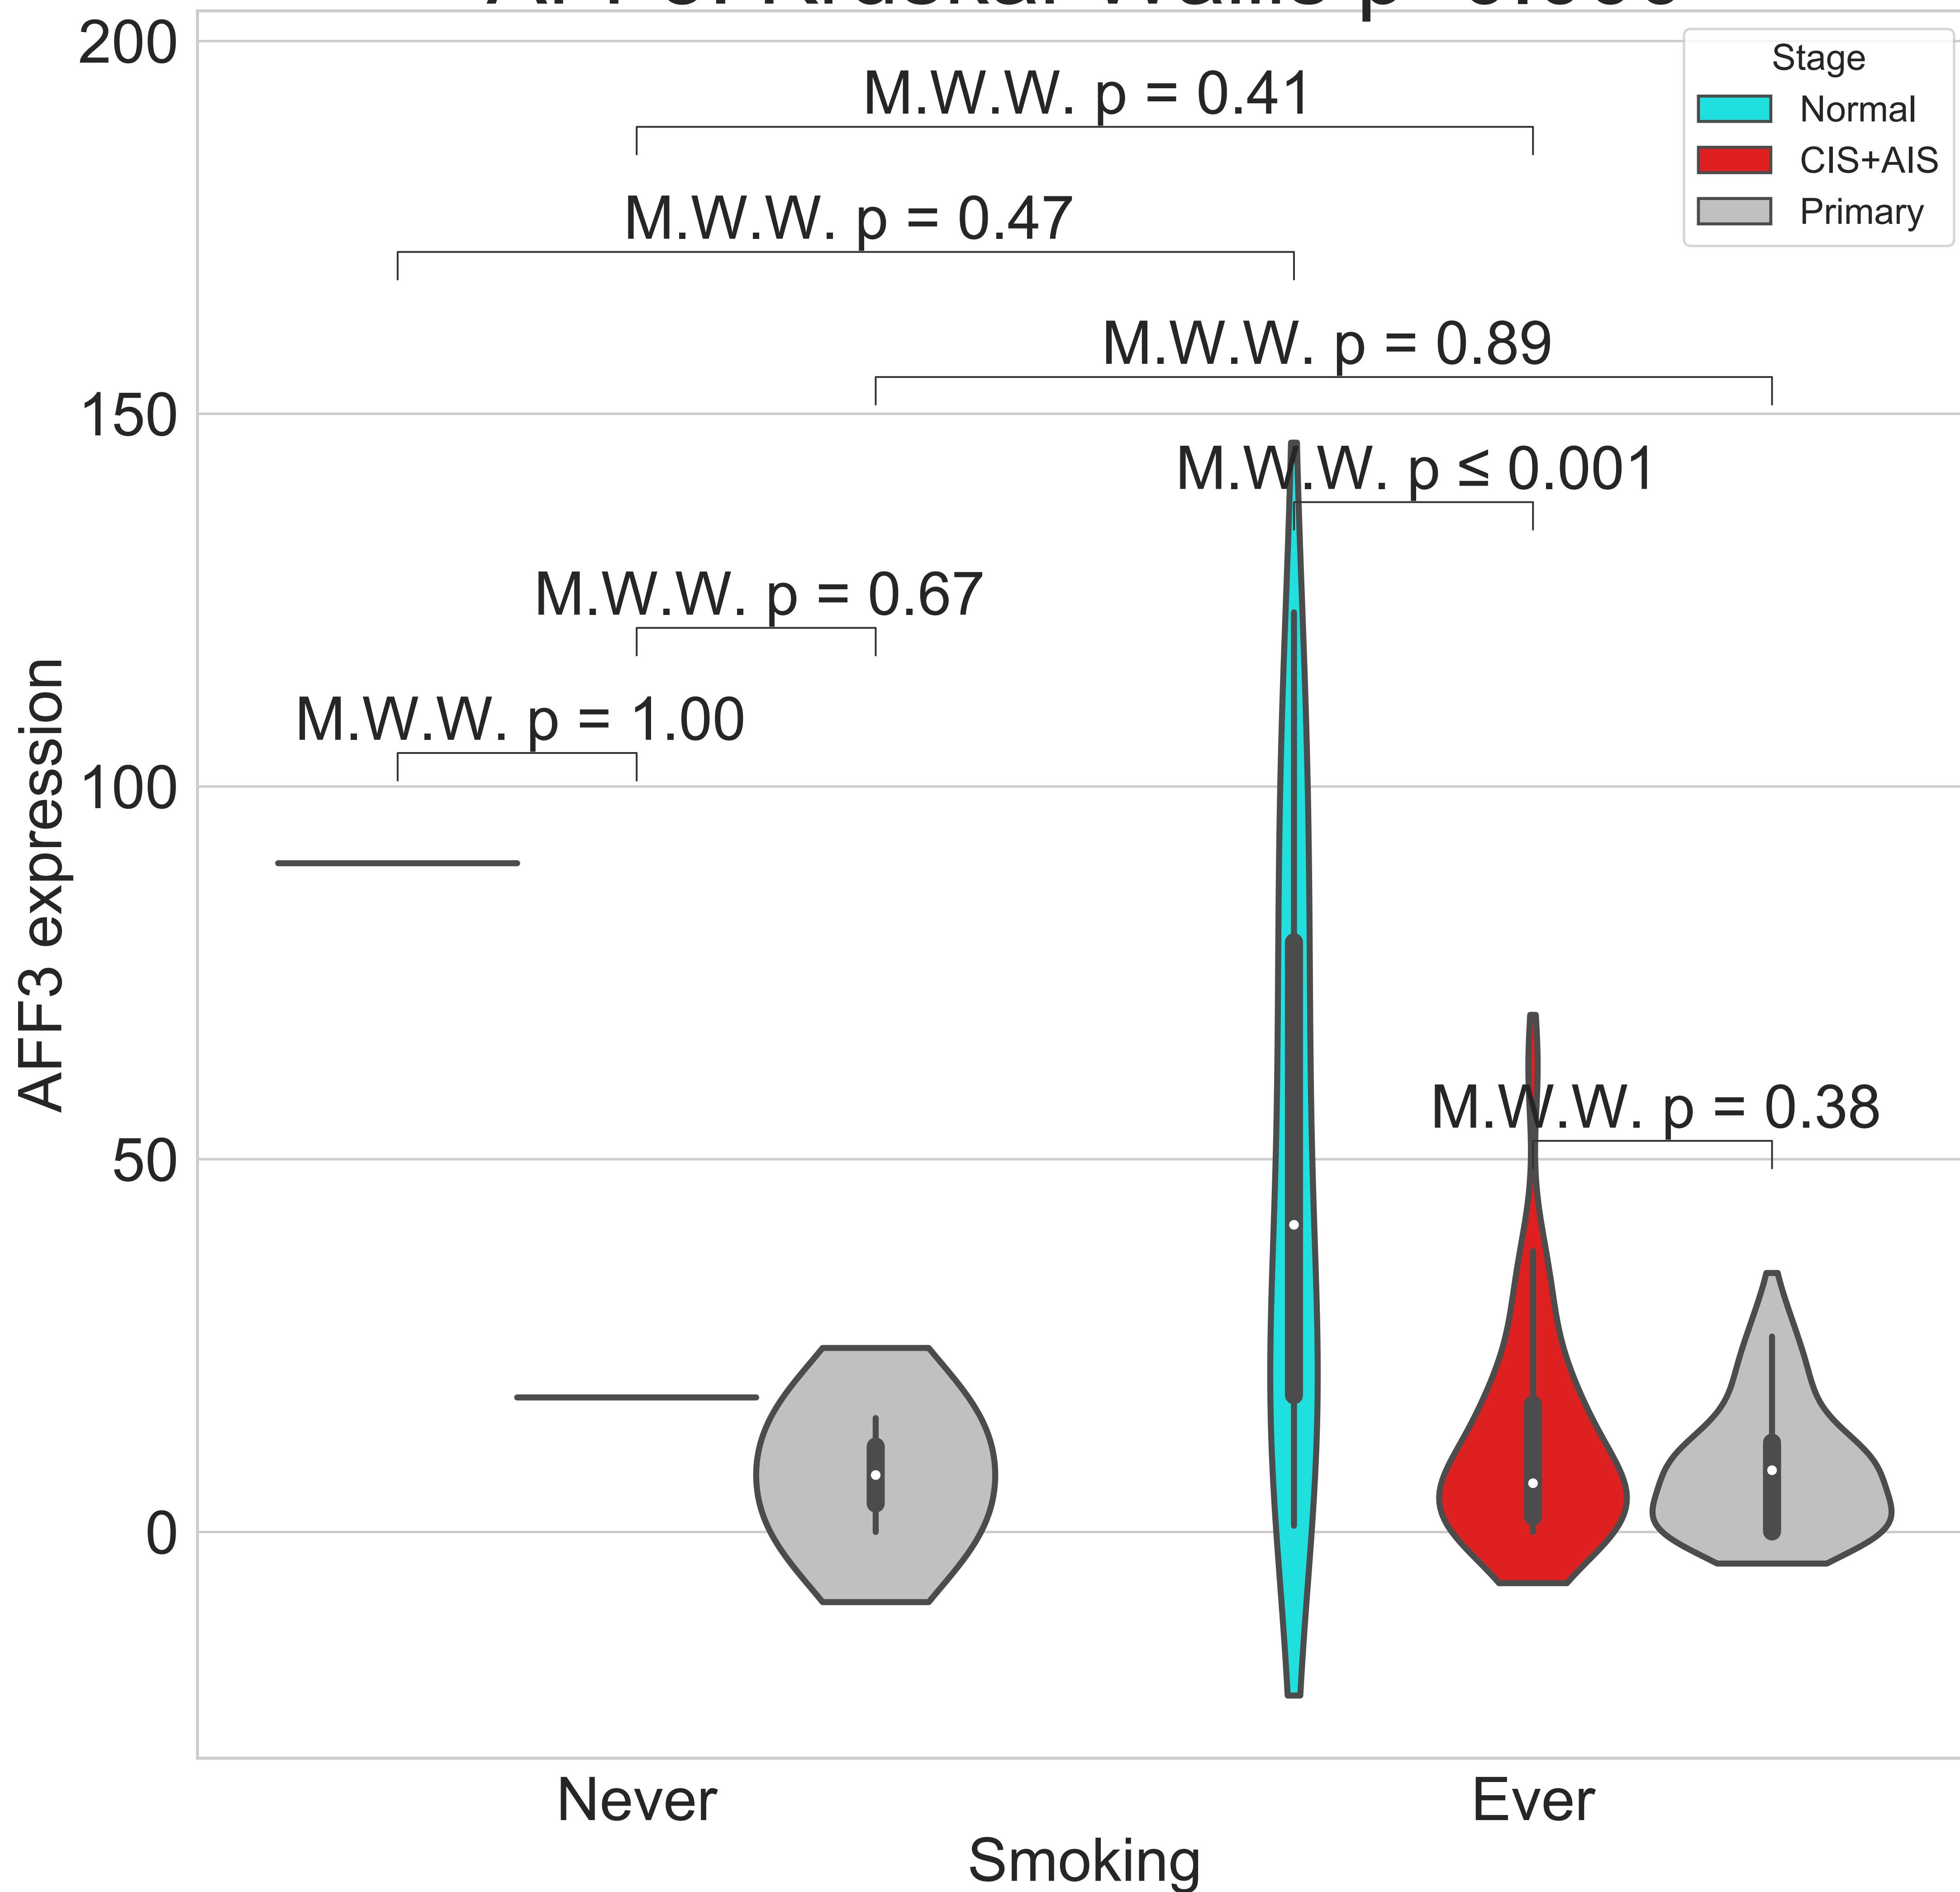 200
Stage
Normal
CIS+AIS
Primary
M.W.W. p = 0.41
M.W.W. p = 0.47
M.W.W. p = 0.89
150
M.W.W. p ≤ 0.001
M.W.W. p = 0.67
M.W.W. p = 1.00
100
AFF3 expression
M.W.W. p = 0.38
50
0
Never
Ever
Smoking